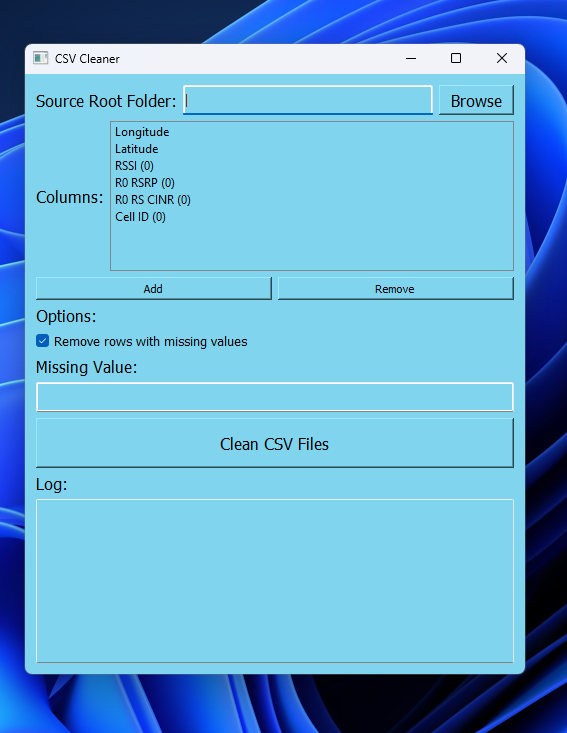 CSV Cleaner
Source Root Folder:
Browse
Columns:
Longitude
Latitude
RSSI (0)
R0 RSRP (0)
R0 RS CINR (0)
Cell ID (0)
Add
Remove
Options:
Remove rows with missing values
Missing Value:
Clean CSV Files
Log: